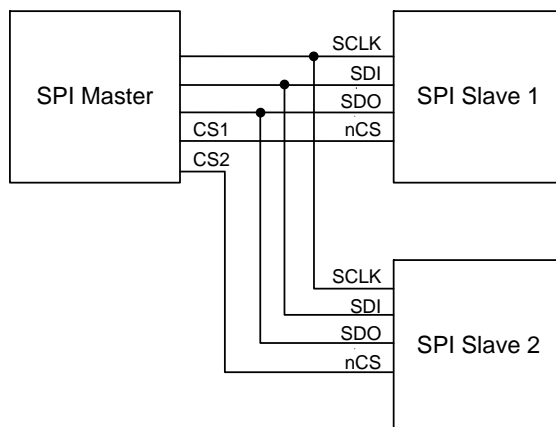 SCLK
SDI
SPI Master
SDO
SPI Slave 1
CS1
nCS
CS2
SCLK
SDI
SDO
SPI Slave 2
nCS